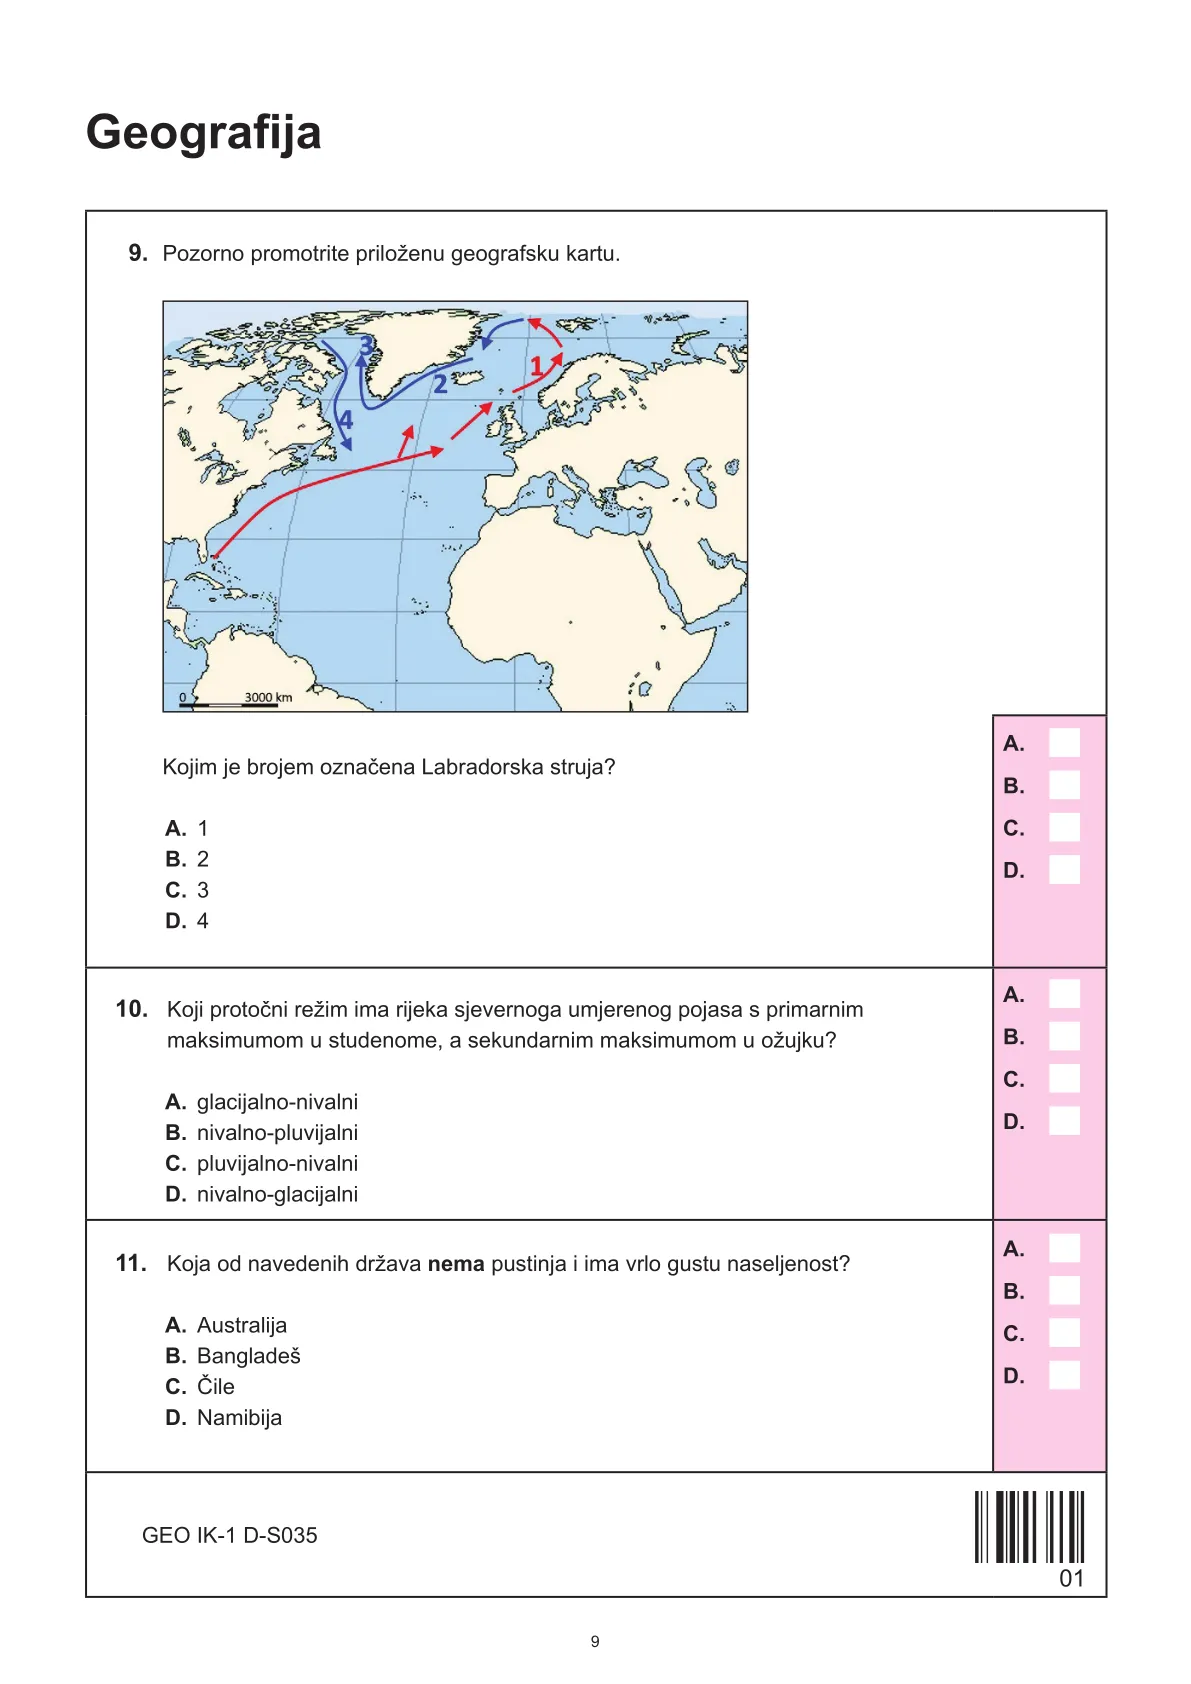 Geografija
9. Pozorno promotrite priloženu geografsku kartu.
3
1
2
4
0 3000 km
Kojim je brojem označena Labradorska struja?
A. 1
B. 2
C. 3
D. 4
A.
B.
C.
D.
10. Koji protočni režim ima rijeka sjevernoga umjerenog pojasa s primarnim
maksimumom u studenome, a sekundarnim maksimumom u ožujku?
A. glacijalno-nivalni
B. nivalno-pluvijalni
C. pluvijalno-nivalni
D. nivalno-glacijalni
A.
B.
C.
D.
11. Koja od navedenih država nema pustinja i ima vrlo gustu naseljenost?
A. Australija
B. Bangladeš
C. Čile
D. Namibija
A.
B.
C.
D.
GEO IK-1 D-S035
01
9